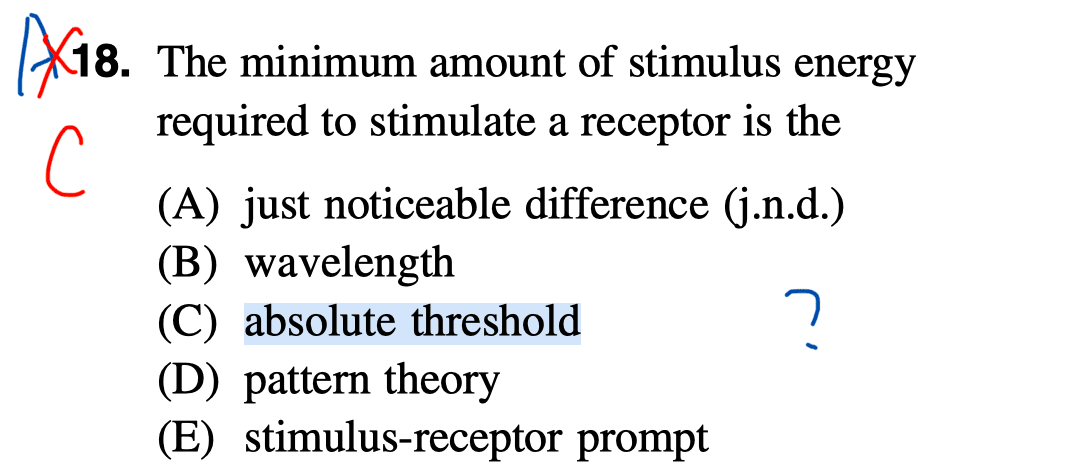 A
18. The minimum amount of stimulus energy
required to stimulate a receptor is the
C
(A) just noticeable difference (j.n.d.)
(B) wavelength
(C) absolute threshold
?
(D) pattern theory
(E) stimulus-receptor prompt